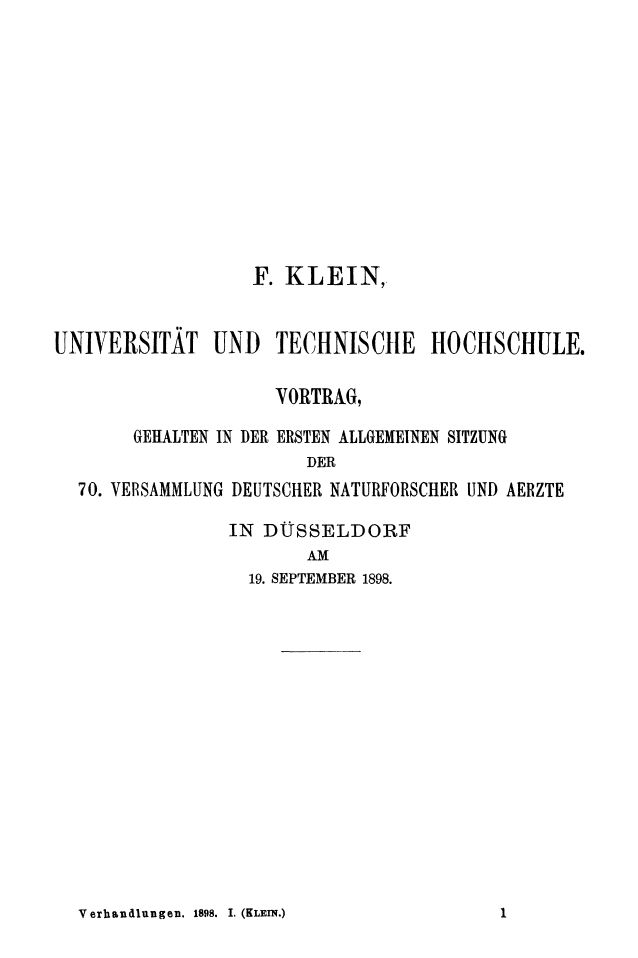 F. KLEIN,
UNIVERSITÄT UND TECHNISCHE HOCHSCHULE.
VORTRAG,
GEHALTEN IN DER ERSTEN ALLGEMEINEN SITZUNG
DER
70. VERSAMMLUNG DEUTSCHER NATURFORSCHER UND AERZTE
IN DÜSSELDORF
AM
19. SEPTEMBER 1898.
Verhandlungen. 1898. I. (KLEIN.) 1